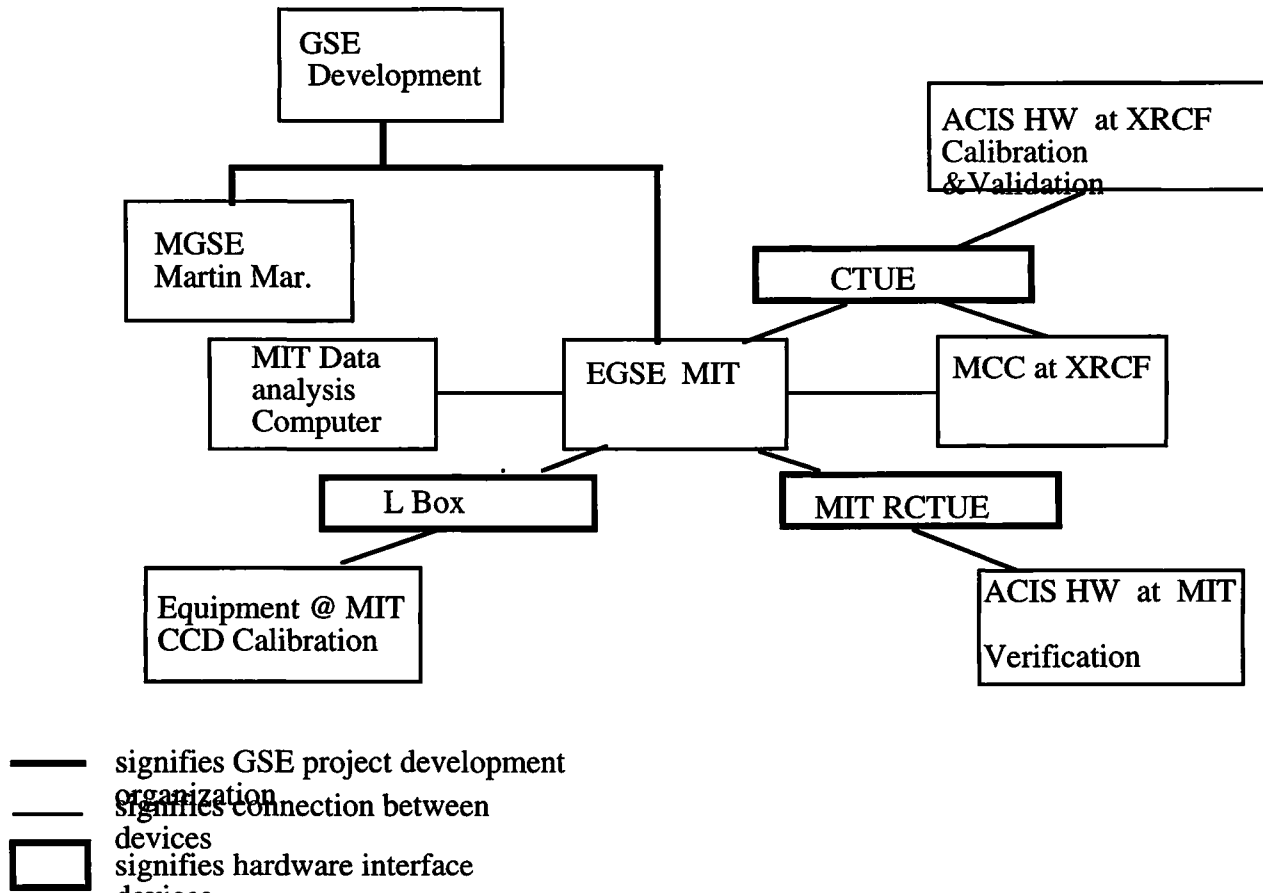 GSE
Development
ACIS HW at XRCF
Calibration
&Validation
MGSE
Martin Mar.
CTUE
MIT Data
analysis
Computer
EGSE MIT
MCC at XRCF
L Box
MIT RCTUE
Equipment @ MIT
CCD Calibration
ACIS HW at MIT
Verification
signifies GSE project development
organization
signifies connection between
devices
signifies hardware interface
devices